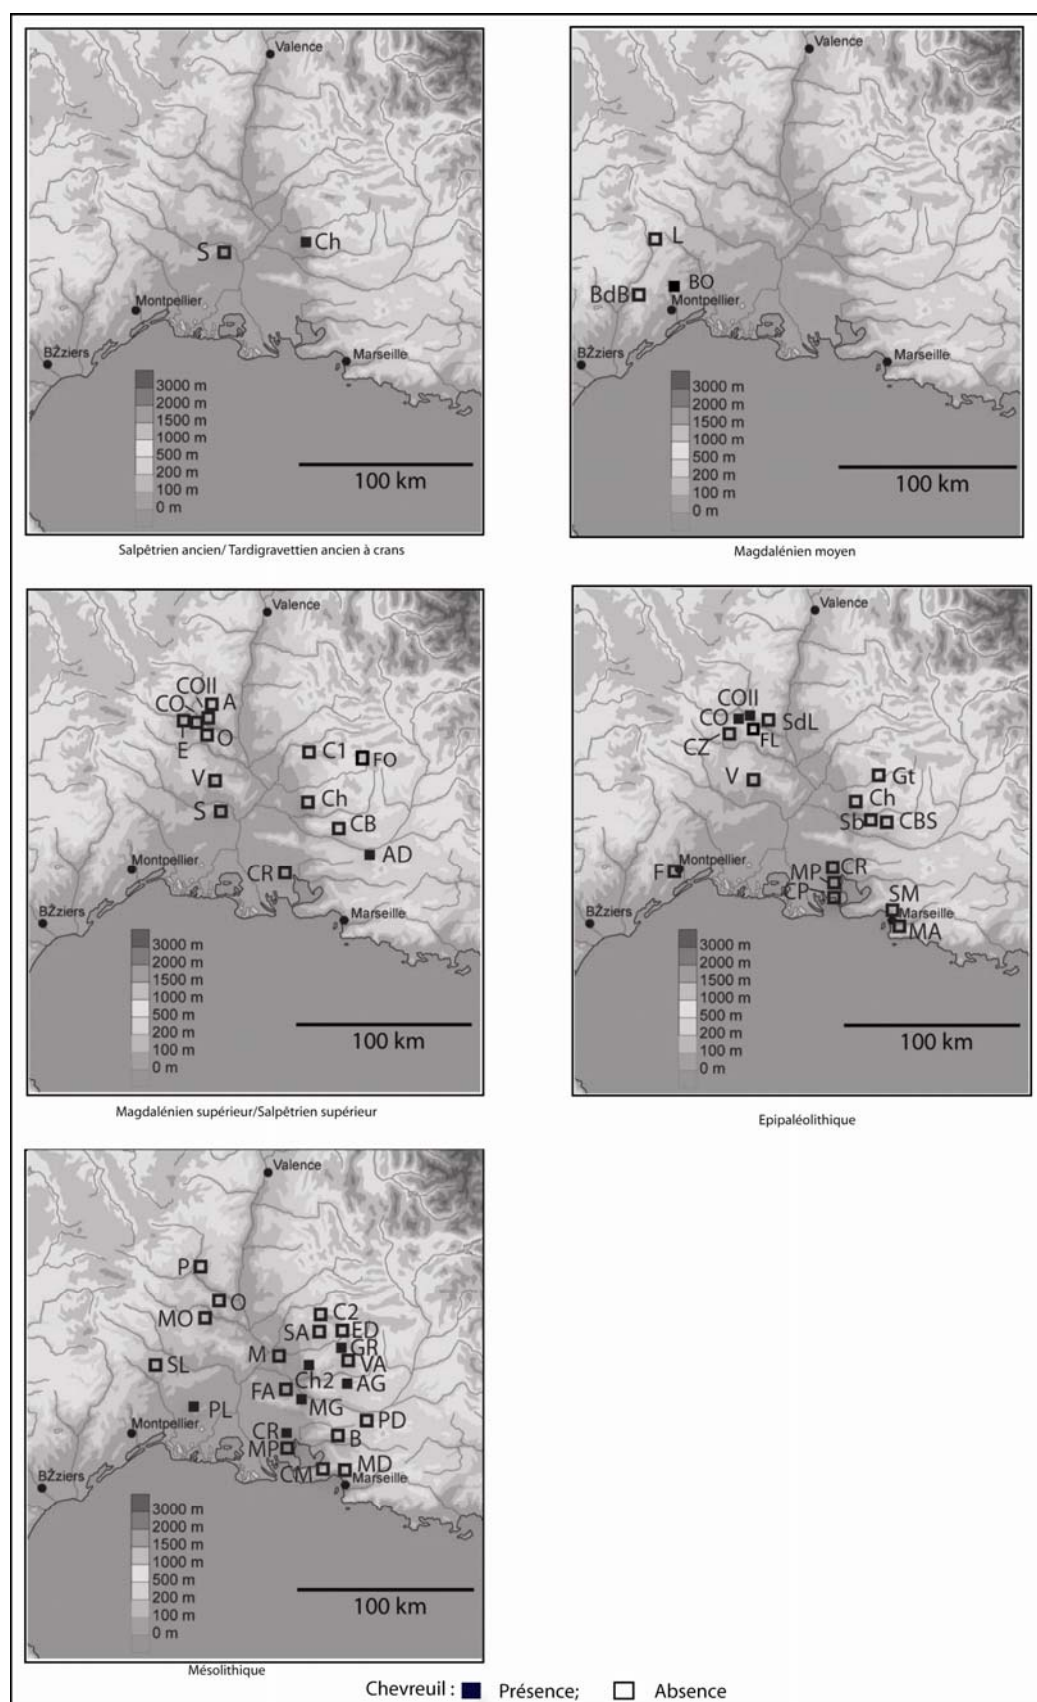 Valence
S
Ch
Montpellier
BŽziers
Marseille
3000 m
2000 m
1500 m
1000 m
500 m
200 m
100 m
0 m
100 km
Salpêtrien ancien/ Tardigravettien ancien à crans
Valence
L
BdB
BO
Montpellier
BŽziers
Marseille
3000 m
2000 m
1500 m
1000 m
500 m
200 m
100 m
0 m
100 km
Magdalénien moyen
Valence
COII
CO
A
T
E
O
C1
FO
V
Ch
S
CB
AD
CR
Montpellier
BŽziers
Marseille
3000 m
2000 m
1500 m
1000 m
500 m
200 m
100 m
0 m
100 km
Magdalénien supérieur/Salpêtrien supérieur
Valence
COII
CO
SdL
CZ
FL
V
Gt
Ch
Sb
CBS
Montpellier
F
MP
CR
CP
SM
BŽziers
Marseille
MA
3000 m
2000 m
1500 m
1000 m
500 m
200 m
100 m
0 m
100 km
Epipaléolithique
Valence
P
O
MO
C2
SA
ED
GR
M
VA
SL
Ch2
AG
FA
MG
PL
PD
Montpellier
CR
B
MP
CM
MD
BŽziers
Marseille
3000 m
2000 m
1500 m
1000 m
500 m
200 m
100 m
0 m
100 km
Mésolithique
Chevreuil : Présence; Absence